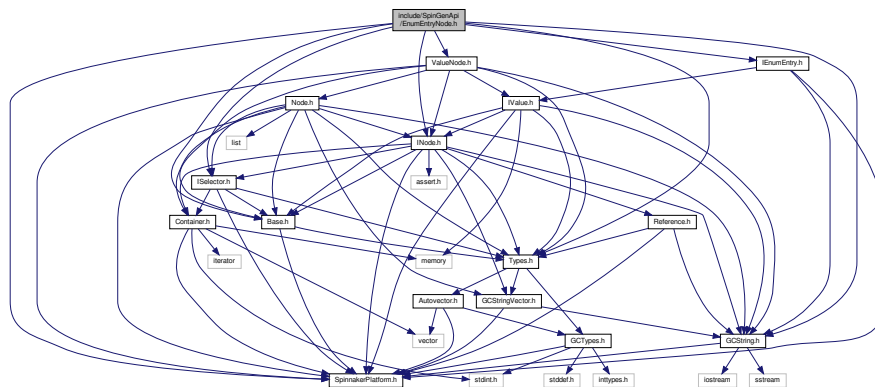 include/SpinGenApi
/EnumEntryNode.h
ValueNode.h
IEnumEntry.h
Node.h
IValue.h
list
INode.h
ISelector.h
assert.h
Container.h
Base.h
Reference.h
iterator
memory
Types.h
Autovector.h
GCStringVector.h
vector
GCTypes.h
GCString.h
SpinnakerPlatform.h
stdint.h
stddef.h
inttypes.h
iostream
sstream